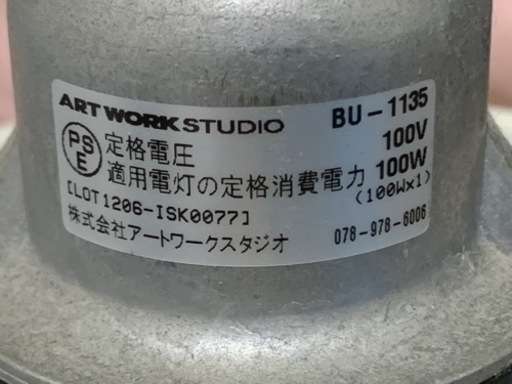 ART WORK STUDIO BU-1135
PSE 定格電圧 100V
適用電灯の定格消費電力 100W
(100W×1)
[LOT1206-ISK0077]
株式会社アートワークスタジオ 078-978-6006